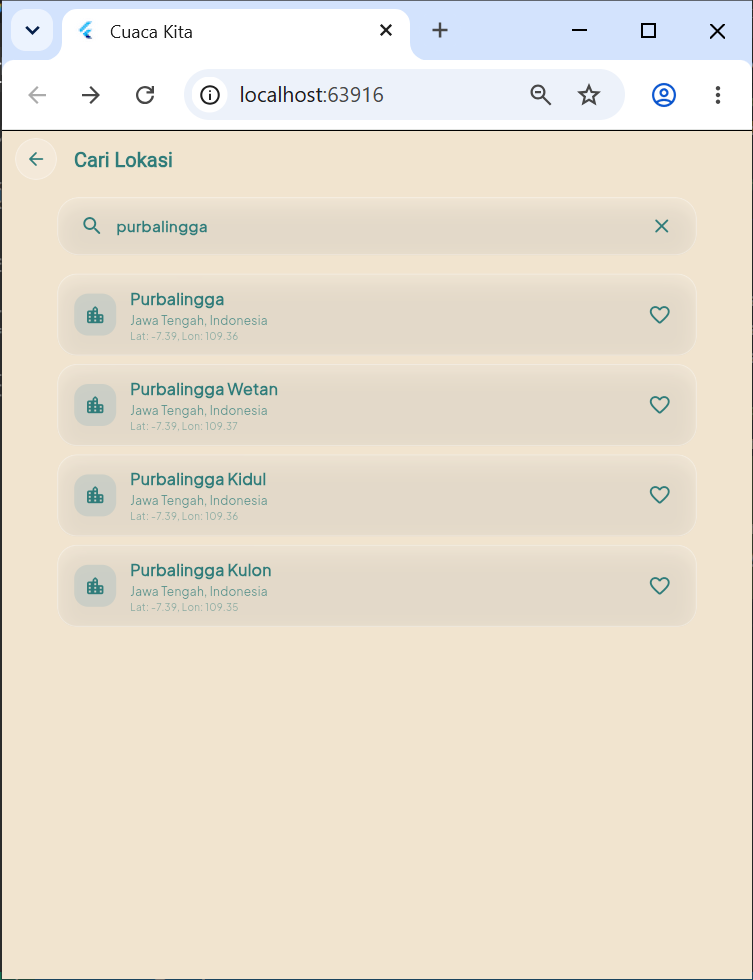 Cuaca Kita
localhost:63916
Cari Lokasi
purbalingga
Purbalingga
Jawa Tengah, Indonesia
Lat: -7.39, Lon: 109.36
Purbalingga Wetan
Jawa Tengah, Indonesia
Lat: -7.39, Lon: 109.37
Purbalingga Kidul
Jawa Tengah, Indonesia
Lat: -7.39, Lon: 109.36
Purbalingga Kulon
Jawa Tengah, Indonesia
Lat: -7.39, Lon: 109.35